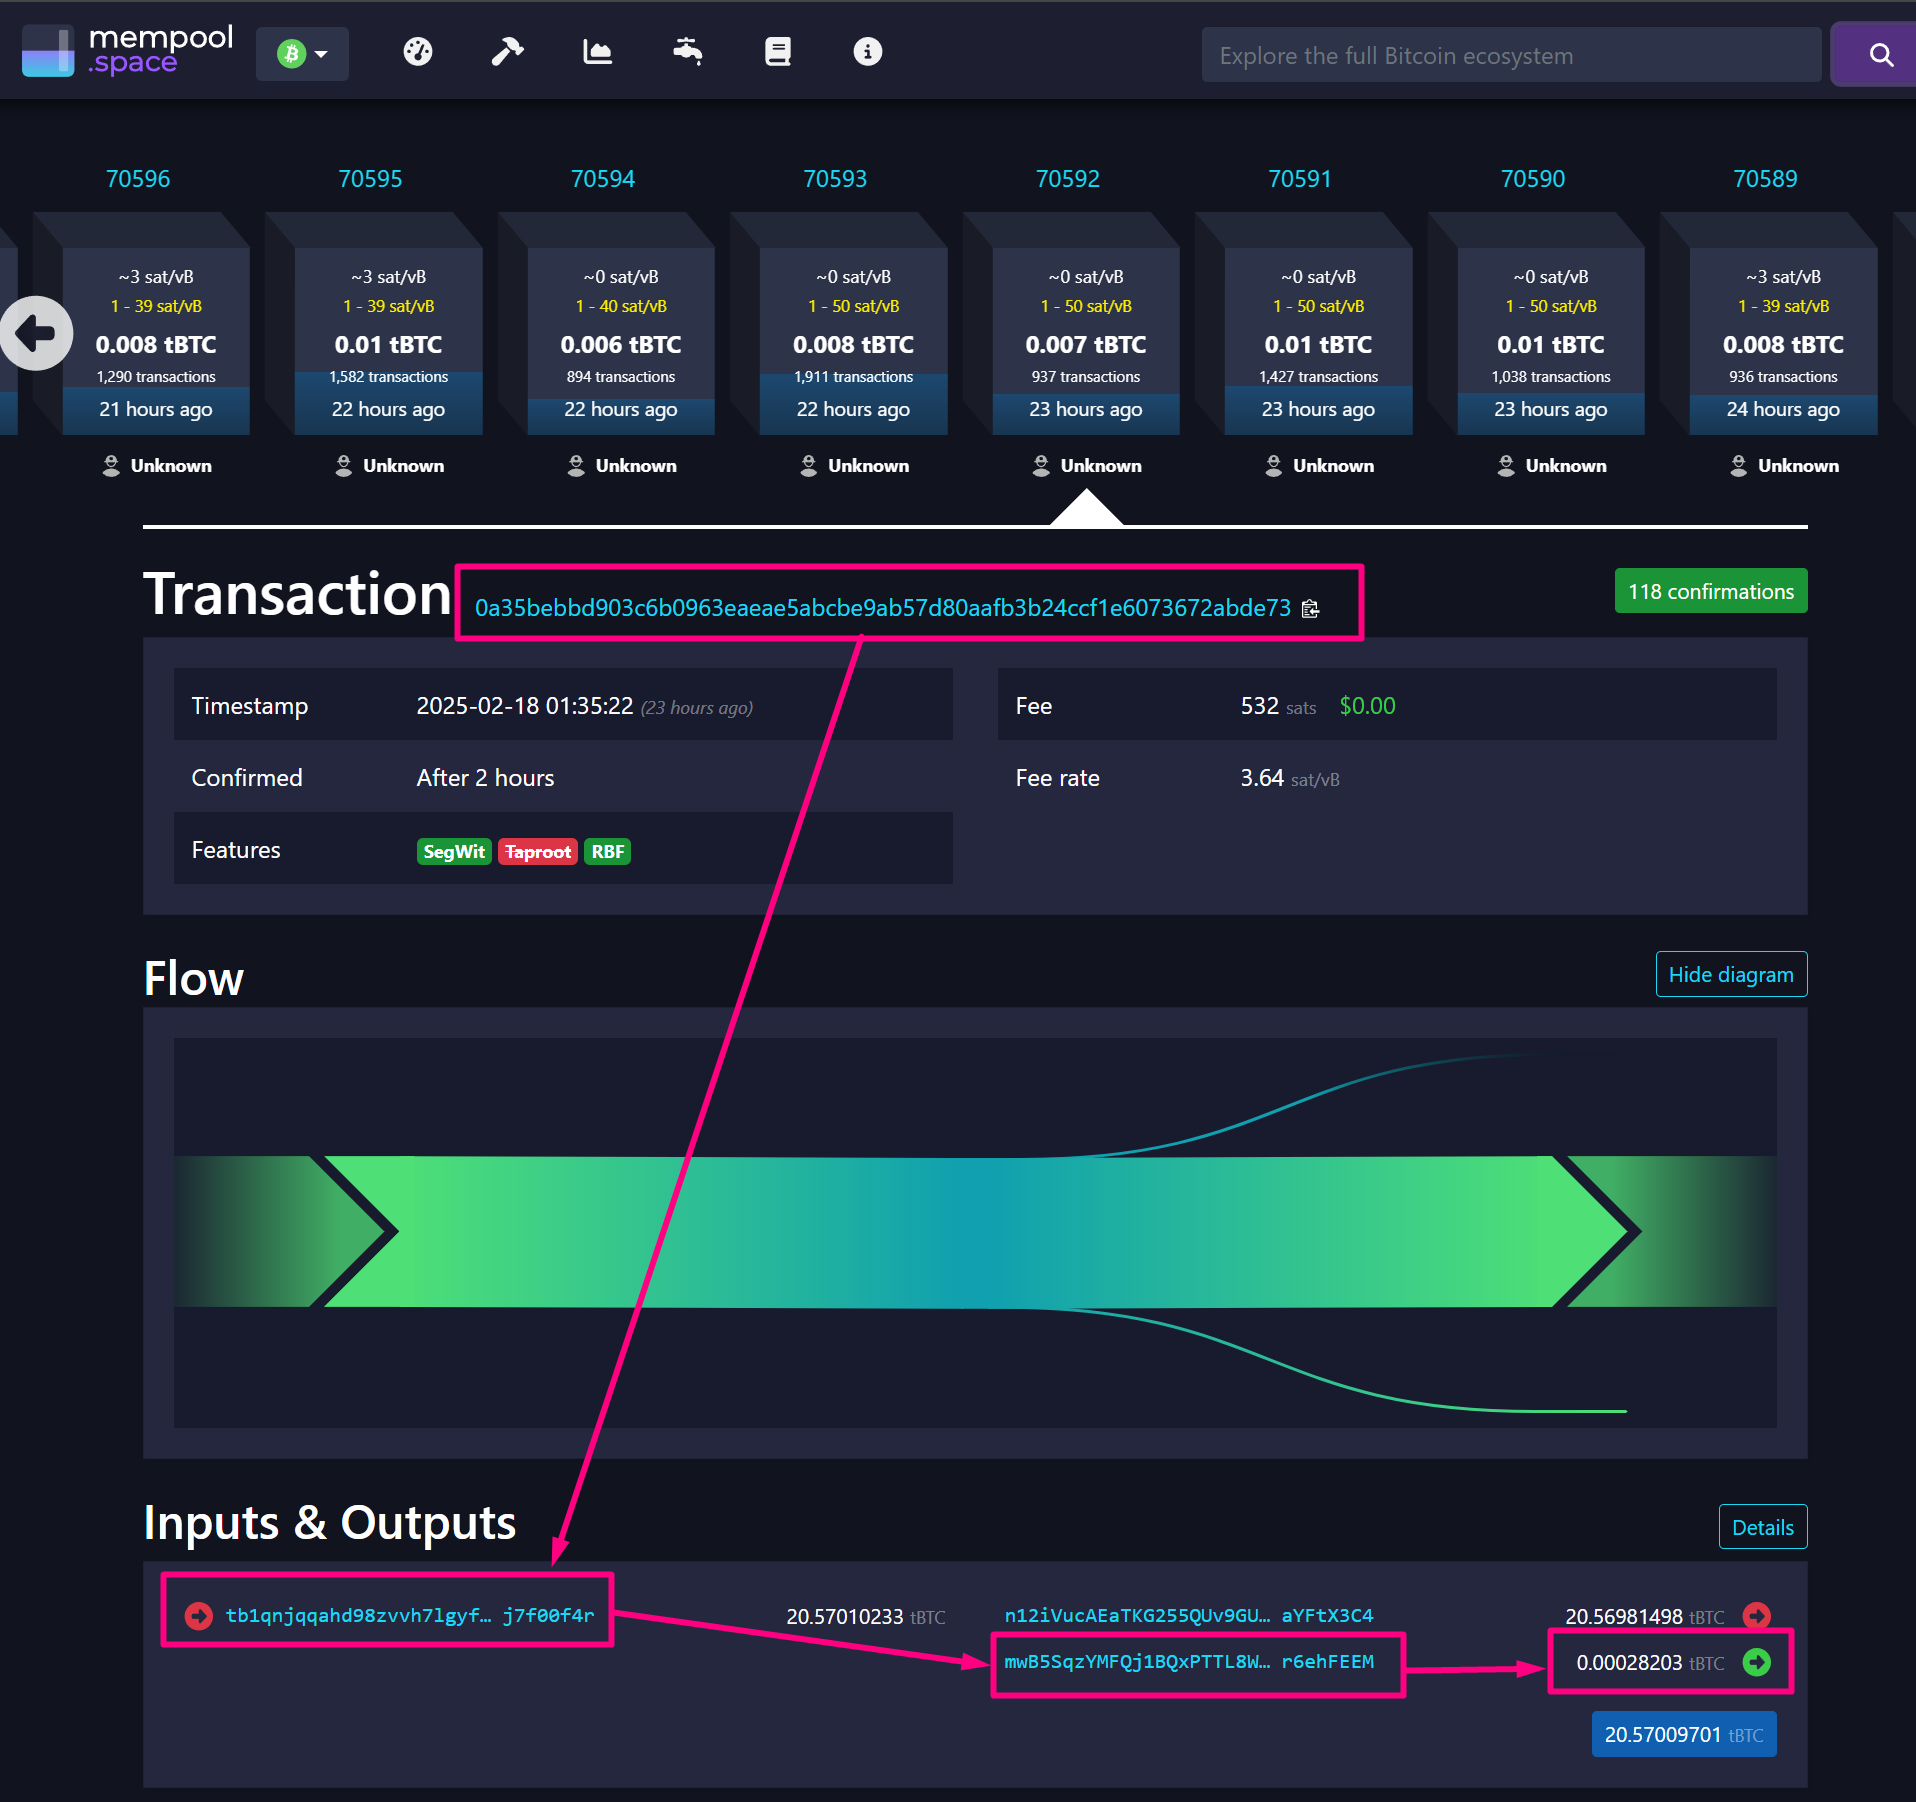 mempool
.space
Explore the full Bitcoin ecosystem
70596 70595 70594 70593 70592 70591 70590 70589
~3 sat/vB ~3 sat/vB ~0 sat/vB ~0 sat/vB ~0 sat/vB ~0 sat/vB ~0 sat/vB ~3 sat/vB
1 - 39 sat/vB 1 - 39 sat/vB 1 - 40 sat/vB 1 - 50 sat/vB 1 - 50 sat/vB 1 - 50 sat/vB 1 - 50 sat/vB 1 - 39 sat/vB
0.008 tBTC 0.01 tBTC 0.006 tBTC 0.008 tBTC 0.007 tBTC 0.01 tBTC 0.01 tBTC 0.008 tBTC
1,290 transactions 1,582 transactions 894 transactions 1,911 transactions 937 transactions 1,427 transactions 1,038 transactions 936 transactions
21 hours ago 22 hours ago 22 hours ago 22 hours ago 23 hours ago 23 hours ago 23 hours ago 24 hours ago
Unknown Unknown Unknown Unknown Unknown Unknown Unknown Unknown
Transaction 0a35bebbd903c6b0963eaeae5abcbe9ab57d80aafb3b24ccf1e6073672abde73 118 confirmations
Timestamp 2025-02-18 01:35:22 (23 hours ago) Fee 532 sats $0.00
Confirmed After 2 hours Fee rate 3.64 sat/vB
Features SegWit Taproot RBF
Flow Hide diagram
Inputs & Outputs Details
tb1qnjqqahd98zvvh7lgyf… j7f00f4r 20.57010233 tBTC n12iVucAEaTKG255QUv9GU… aYFtX3C4 20.56981498 tBTC
mwB5SqzYMFQj1BQxPTTL8W… r6ehFEEM 0.00028203 tBTC
20.57009701 tBTC